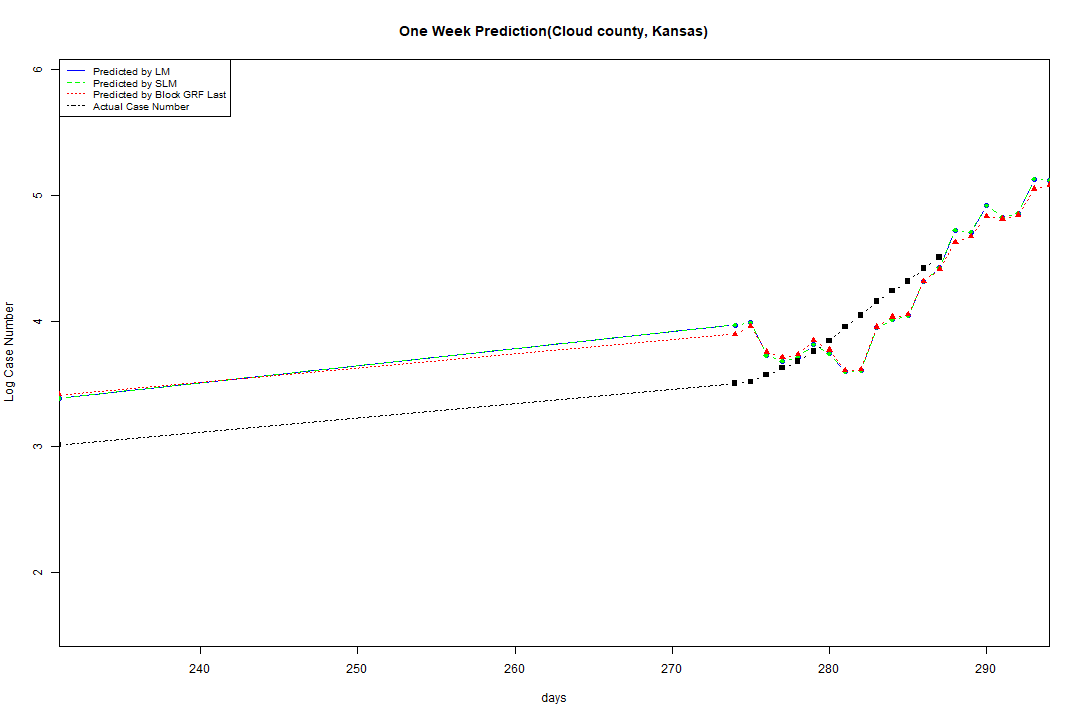 One Week Prediction(Cloud county, Kansas)
Predicted by LM
Predicted by SLM
Predicted by Block GRF Last
Actual Case Number
6
5
4
3
2
Log Case Number
240 250 260 270 280 290
days